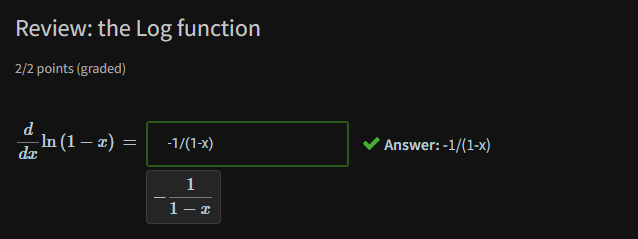 Review: the Log function
2/2 points (graded)
d/dx ln (1 − x) = -1/(1-x) Answer: -1/(1-x)
− 1/(1 − x)